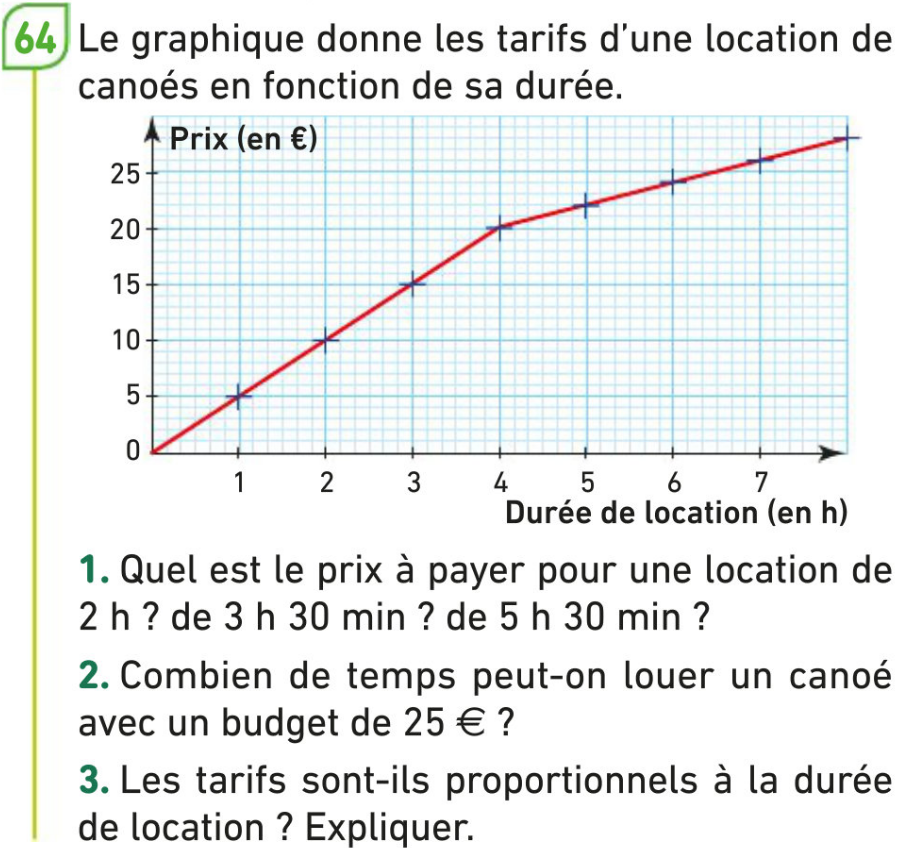 64 Le graphique donne les tarifs d'une location de
canoés en fonction de sa durée.
Prix (en €)
25
20
15
10
5
0
1 2 3 4 5 6 7
Durée de location (en h)
1. Quel est le prix à payer pour une location de
2 h ? de 3 h 30 min ? de 5 h 30 min ?
2. Combien de temps peut-on louer un canoé
avec un budget de 25 € ?
3. Les tarifs sont-ils proportionnels à la durée
de location ? Expliquer.